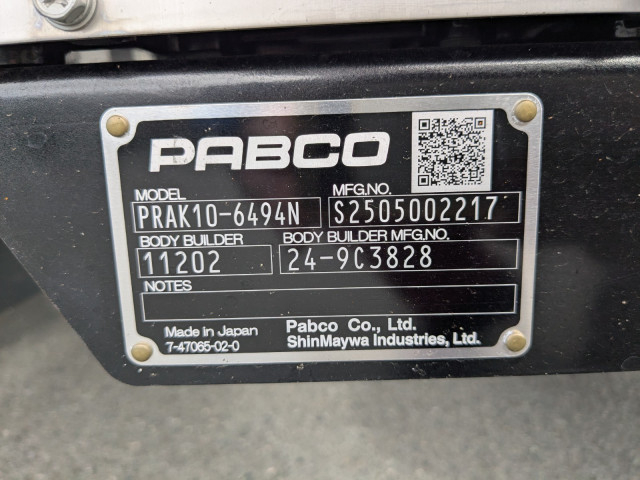 PABCO
MODEL MFG.NO.
PRAK10-6494N S2505002217
BODY BUILDER BODY BUILDER MFG.NO.
11202 24-9C3828
NOTES
Made in Japan Pabco Co., Ltd.
7-47065-02-0 ShinMaywa Industries, Ltd.